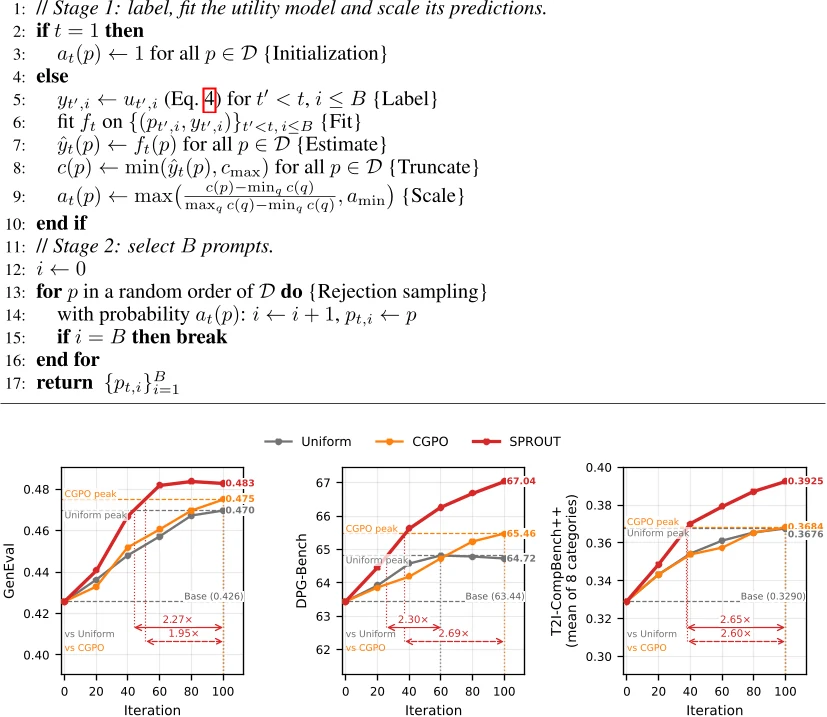 1: // Stage 1: label, fit the utility model and scale its predictions.
2: if t = 1 then
3: a_t(p) ← 1 for all p ∈ 𝒟 {Initialization}
4: else
5: y_{t′,i} ← u_{t′,i} (Eq. 4) for t′ < t, i ≤ B {Label}
6: fit f_t on {(p_{t′,i}, y_{t′,i})}_{t′<t, i≤B} {Fit}
7: ŷ_t(p) ← f_t(p) for all p ∈ 𝒟 {Estimate}
8: c(p) ← min(ŷ_t(p), c_max) for all p ∈ 𝒟 {Truncate}
9: a_t(p) ← max( (c(p)−min_q c(q)) / (max_q c(q)−min_q c(q)), a_min ) {Scale}
10: end if
11: // Stage 2: select B prompts.
12: i ← 0
13: for p in a random order of 𝒟 do {Rejection sampling}
14: with probability a_t(p): i ← i + 1, p_{t,i} ← p
15: if i = B then break
16: end for
17: return {p_{t,i}}_{i=1}^B
Uniform CGPO SPROUT
GenEval
0.48
0.46
0.44
0.42
0.40
CGPO peak
Uniform peak
0.483
0.475
0.470
Base (0.426)
2.27×
vs Uniform
1.95×
vs CGPO
0 20 40 60 80 100
Iteration
DPG-Bench
67
66
65
64
63
62
67.04
CGPO peak
65.46
Uniform peak
64.72
Base (63.44)
2.30×
vs Uniform
2.69×
vs CGPO
0 20 40 60 80 100
Iteration
T2I-CompBench++
(mean of 8 categories)
0.40
0.38
0.36
0.34
0.32
0.30
0.3925
CGPO peak
0.3684
Uniform peak
0.3676
Base (0.3290)
2.65×
vs Uniform
2.60×
vs CGPO
0 20 40 60 80 100
Iteration